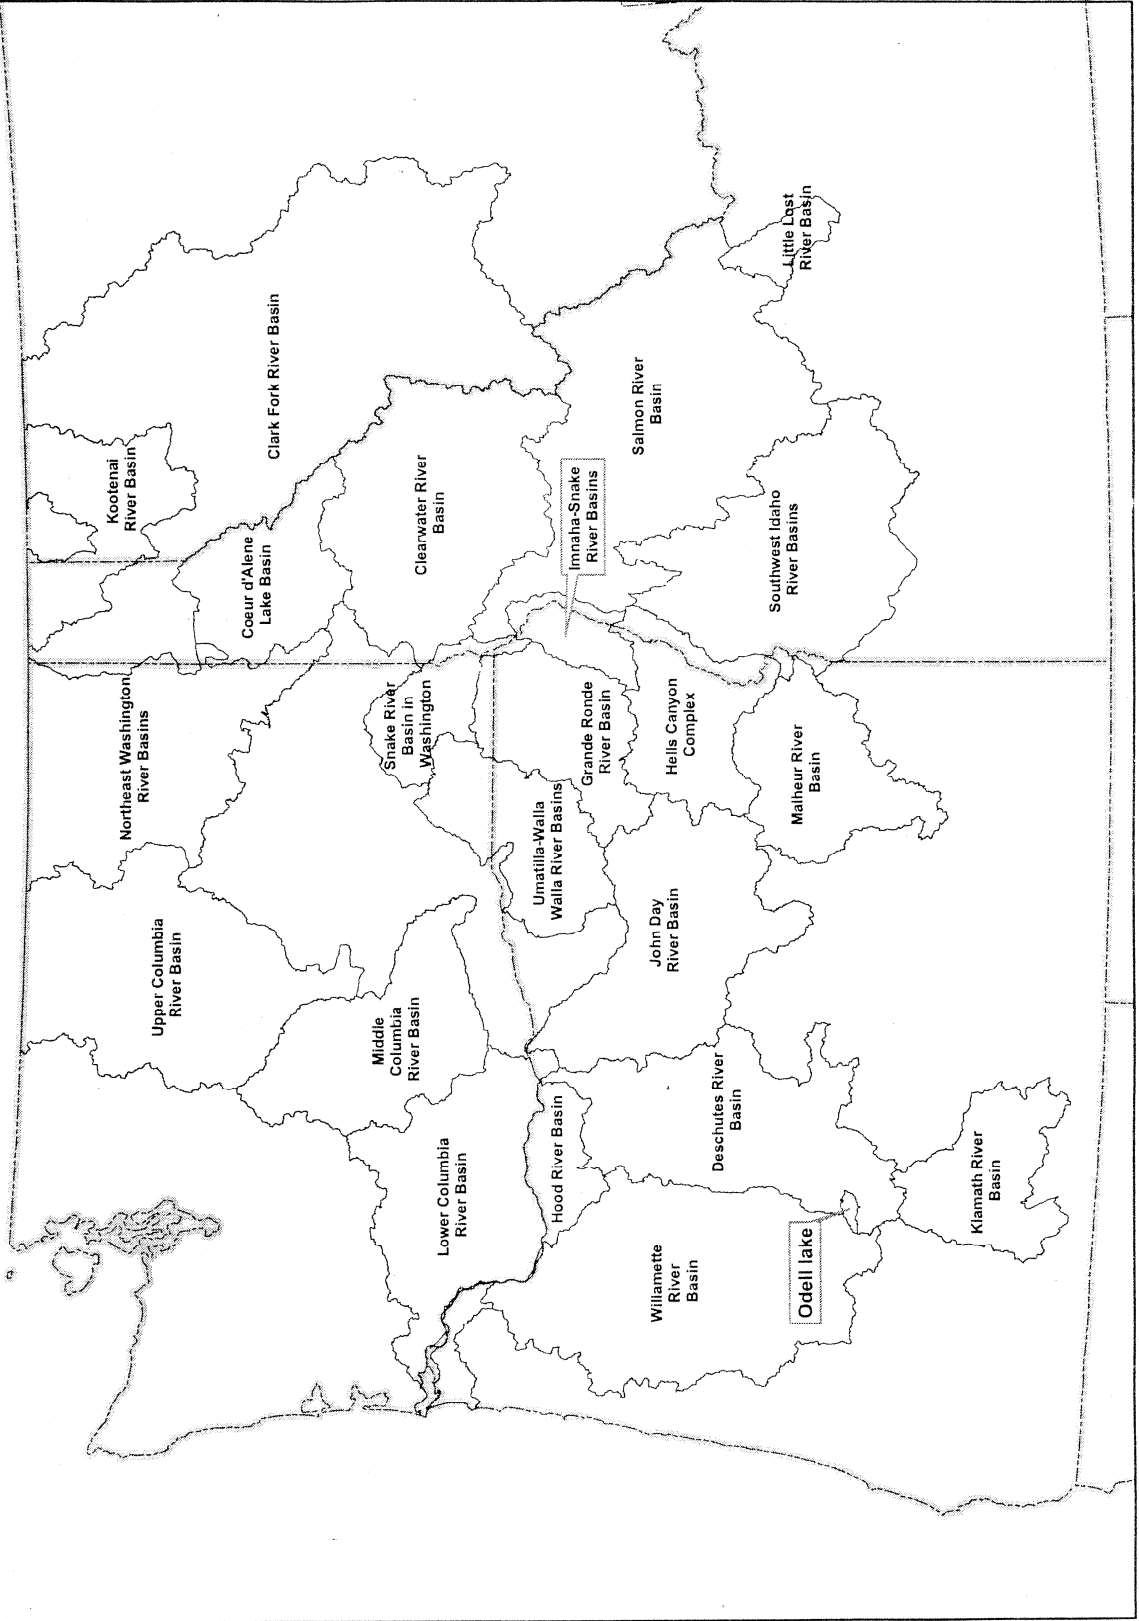 Kootenai
River Basin
Clark Fork River Basin
Northeast Washington
River Basins
Coeur d'Alene
Lake Basin
Upper Columbia
River Basin
Clearwater River
Basin
Snake River
Basin in
Washington
Middle
Columbia
River Basin
Lower Columbia
River Basin
Imnaha-Snake
River Basins
Salmon River
Basin
Little Lost
River Basin
Grande Ronde
River Basin
Umatilla-Walla
Walla River Basins
Hood River Basin
Hells Canyon
Complex
John Day
River Basin
Southwest Idaho
River Basins
Malheur River
Basin
Deschutes River
Basin
Willamette
River
Basin
Odell lake
Klamath River
Basin